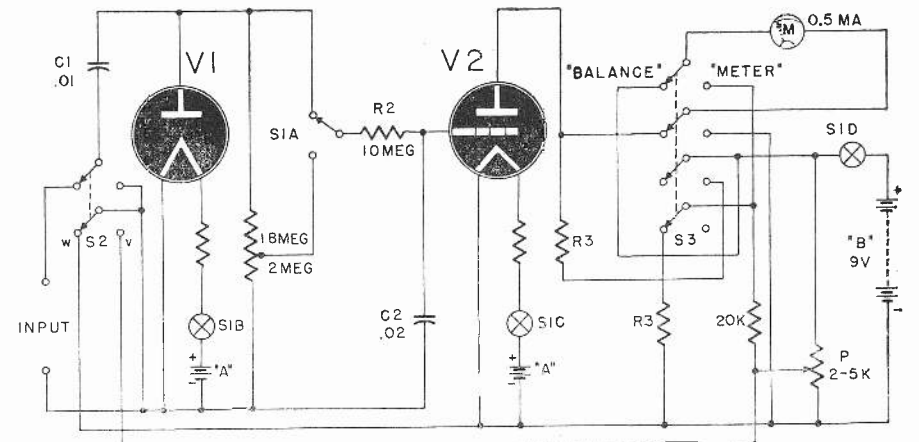 C1
.01
V1
S1A
R2
10MEG
V2
"BALANCE"
"METER"
M
0.5 MA
S1D
W
S2
V
18MEG
2MEG
R3
S3
"B"
9V
+
-
INPUT
S1B
+
-
"A"
C2
.02
S1C
+
-
"A"
R3
20K
P
2-5K